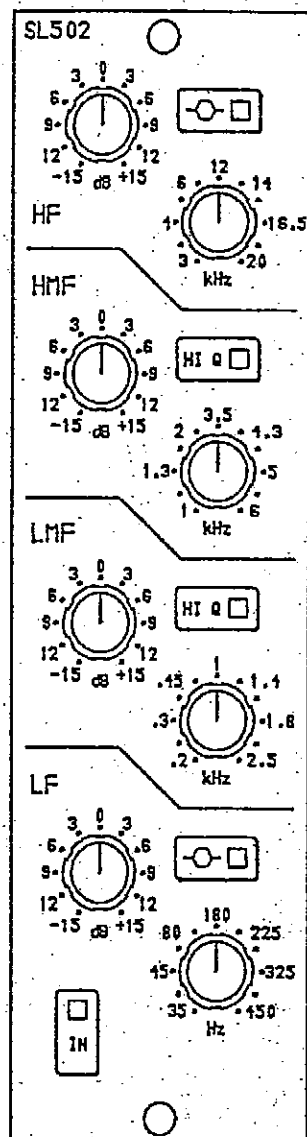 SL502
0
3 3
6 6
9 9
12 12
-15 dB +15
HF
12
6 14
4 16.5
3 20
kHz
HMF
0
3 3
6 6
9 9
12 12
-15 dB +15
HI Q
3.5
2 4.3
1.3 5
1 6
kHz
LMF
0
3 3
6 6
9 9
12 12
-15 dB +15
HI Q
1
.45 1.4
.3 1.8
.2 2.5
kHz
LF
0
3 3
6 6
9 9
12 12
-15 dB +15
180
80 225
45 325
35 450
Hz
IN